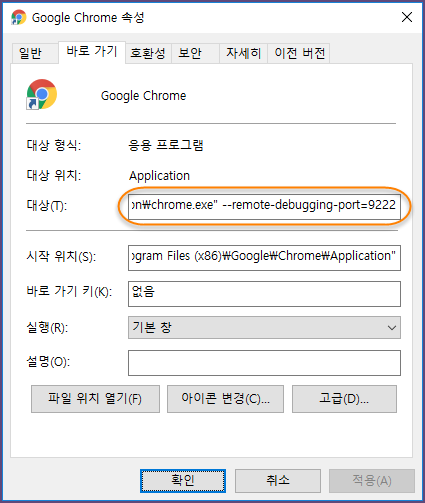 Google Chrome 속성
일반 바로 가기 호환성 보안 자세히 이전 버전
Google Chrome
대상 형식: 응용 프로그램
대상 위치: Application
대상(T): on₩chrome.exe" --remote-debugging-port=9222
시작 위치(S): ogram Files (x86)₩Google₩Chrome₩Application"
바로 가기 키(K): 없음
실행(R): 기본 창
설명(O):
파일 위치 열기(F) 아이콘 변경(C)... 고급(D)...
확인 취소 적용(A)